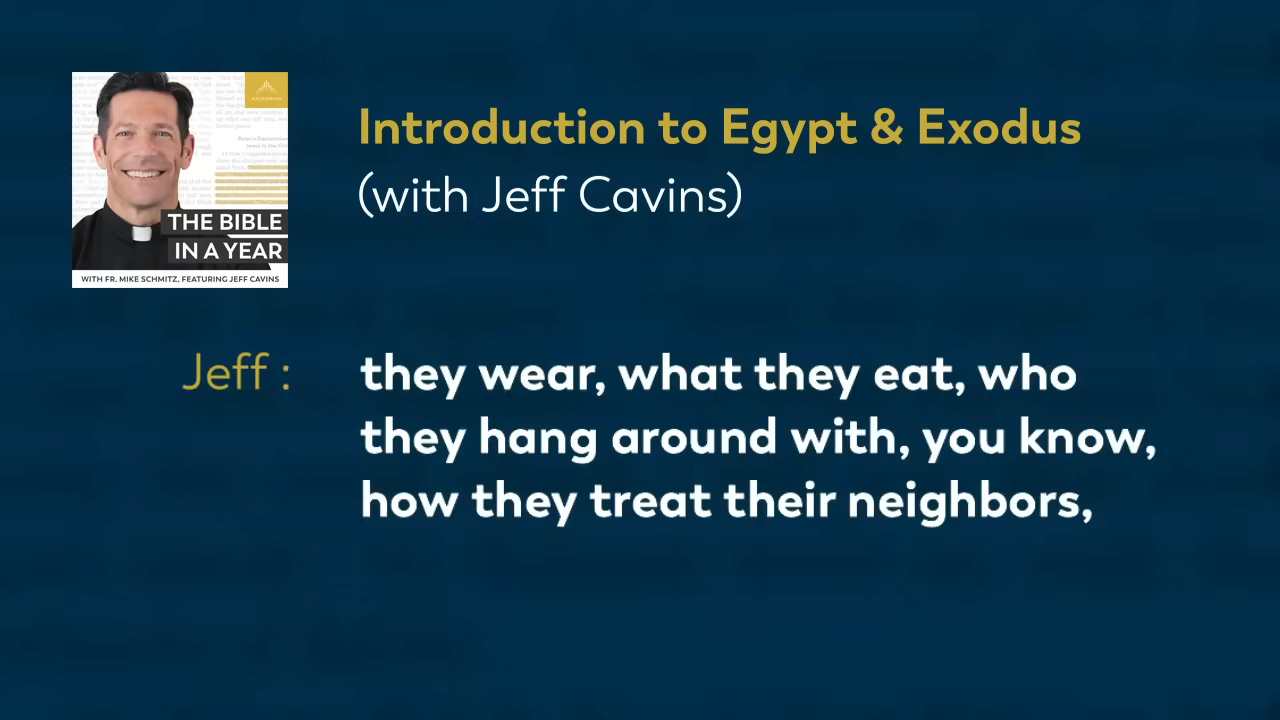 Introduction to Egypt & Exodus
(with Jeff Cavins)
THE BIBLE
IN A YEAR
WITH FR. MIKE SCHMITZ, FEATURING JEFF CAVINS
Jeff : they wear, what they eat, who
they hang around with, you know,
how they treat their neighbors,